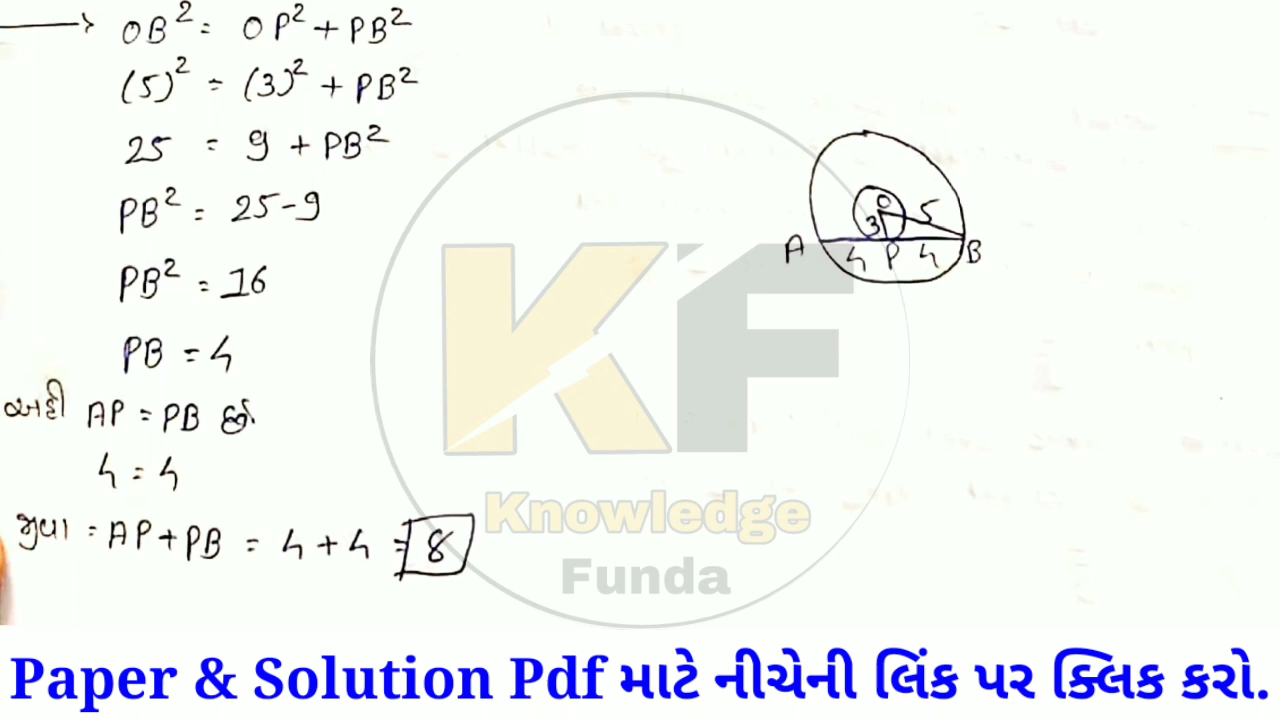 → OB² = OP² + PB²
(5)² = (3)² + PB²
25 = 9 + PB²
PB² = 25-9
PB² = 16
PB = 4
અહીં AP = PB છે
4 = 4
જીવા = AP + PB = 4 + 4 = 8
O
5
3
A
4
P
4
B
KF
Knowledge
Funda
Paper & Solution Pdf માટે નીચેની લિંક પર ક્લિક કરો.